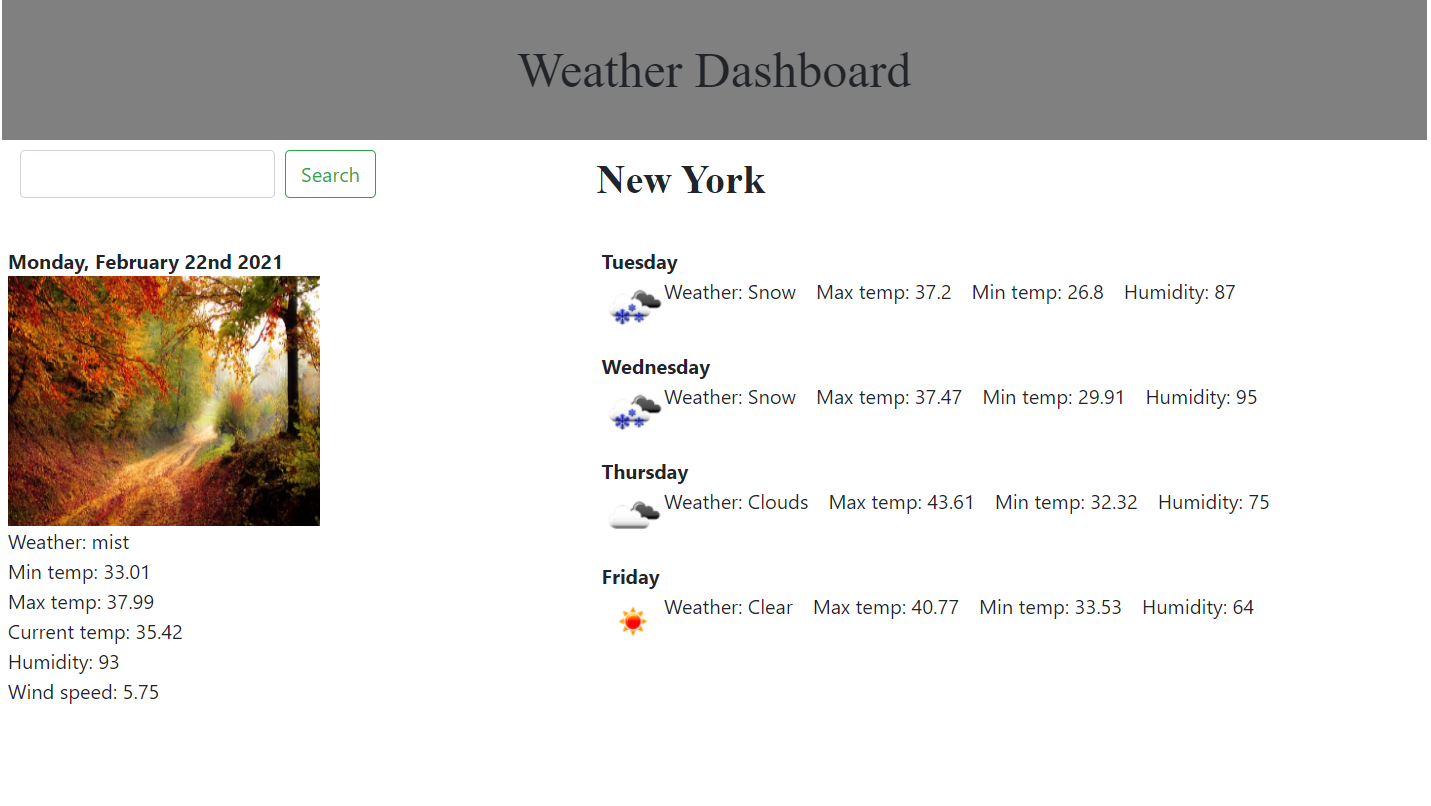 Weather Dashboard
Search
New York
Monday, February 22nd 2021
Weather: mist
Min temp: 33.01
Max temp: 37.99
Current temp: 35.42
Humidity: 93
Wind speed: 5.75
Tuesday
Weather: Snow Max temp: 37.2 Min temp: 26.8 Humidity: 87
Wednesday
Weather: Snow Max temp: 37.47 Min temp: 29.91 Humidity: 95
Thursday
Weather: Clouds Max temp: 43.61 Min temp: 32.32 Humidity: 75
Friday
Weather: Clear Max temp: 40.77 Min temp: 33.53 Humidity: 64